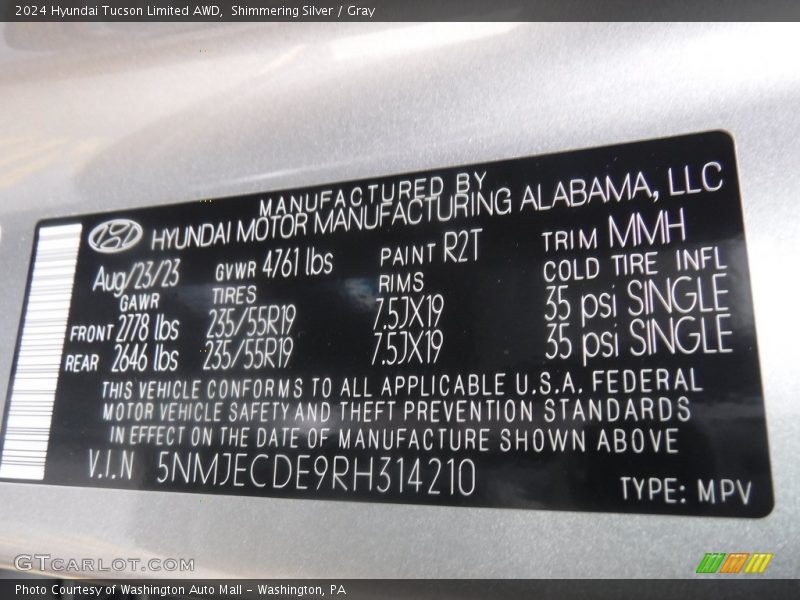 2024 Hyundai Tucson Limited AWD,  Shimmering Silver / Gray
MANUFACTURED BY
HYUNDAI MOTOR MANUFACTURING ALABAMA, LLC
Aug/23/23 GVWR 4761 lbs PAINT R2T TRIM MMH
GAWR TIRES RIMS COLD TIRE INFL
FRONT 2778 lbs 235/55R19 7.5JX19 35 psi SINGLE
REAR 2646 lbs 235/55R19 7.5JX19 35 psi SINGLE
THIS VEHICLE CONFORMS TO ALL APPLICABLE U.S.A. FEDERAL
MOTOR VEHICLE SAFETY AND THEFT PREVENTION STANDARDS
IN EFFECT ON THE DATE OF MANUFACTURE SHOWN ABOVE
V.I.N 5NMJECDE9RH314210
TYPE: MPV
GTCarlot.com
Photo Courtesy of Washington Auto Mall - Washington, PA